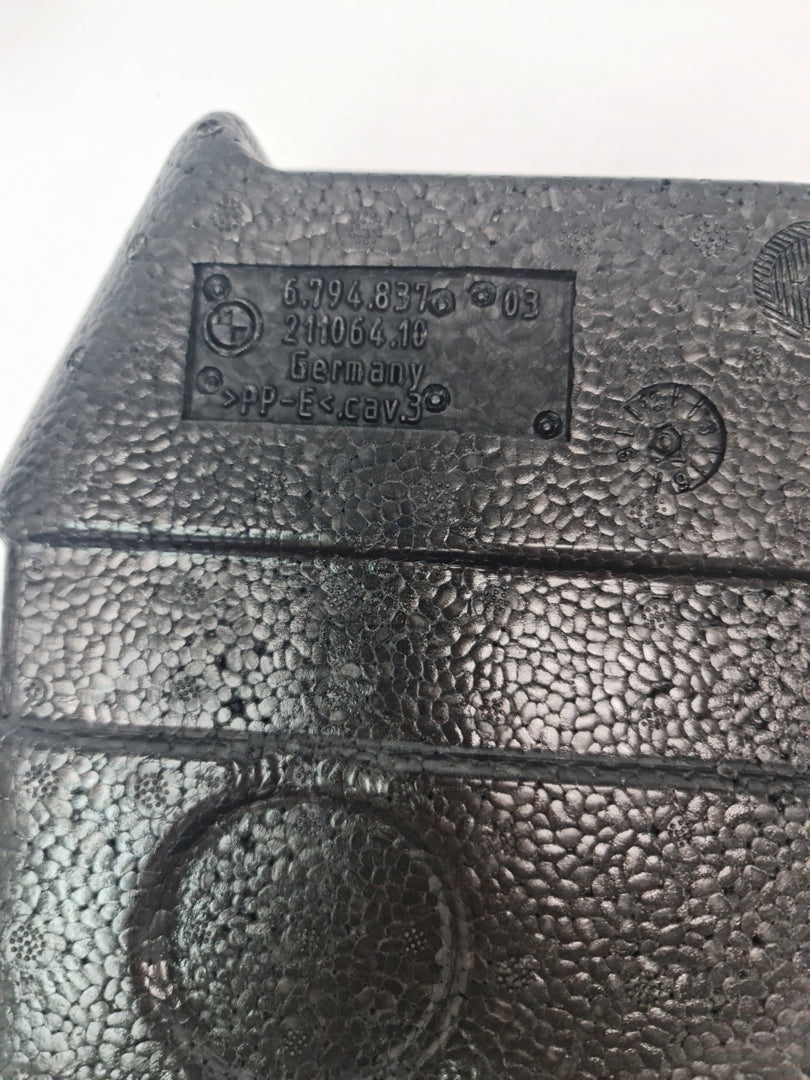 6.794.837 03
211064.10
Germany
>PP-E<.cav.3